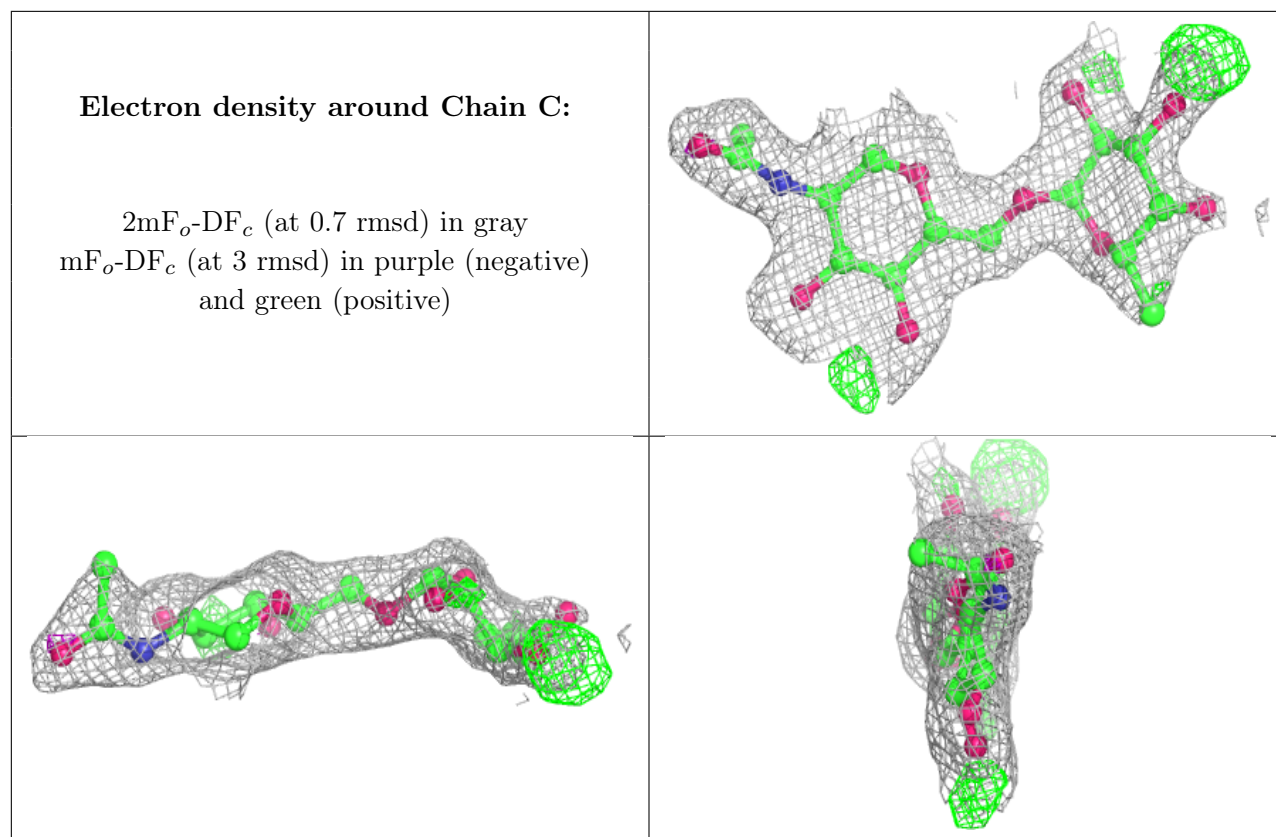 Electron density around Chain C:
2mFₒ-DF𝒸 (at 0.7 rmsd) in gray
mFₒ-DF𝒸 (at 3 rmsd) in purple (negative)
and green (positive)